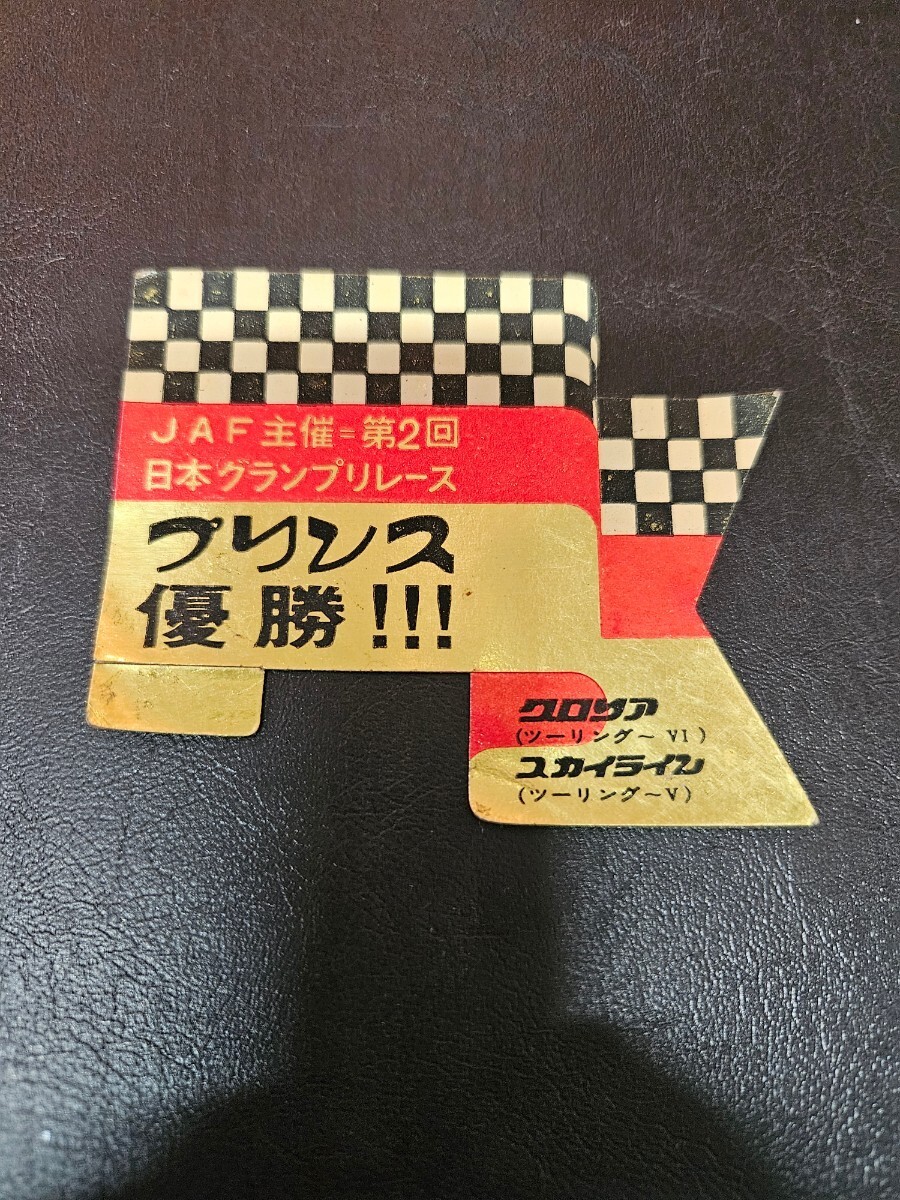 JAF主催=第2回
日本グランプリレース
プリンス
優勝!!!
グロリア
(ツーリング〜VI)
スカイライン
(ツーリング〜V)